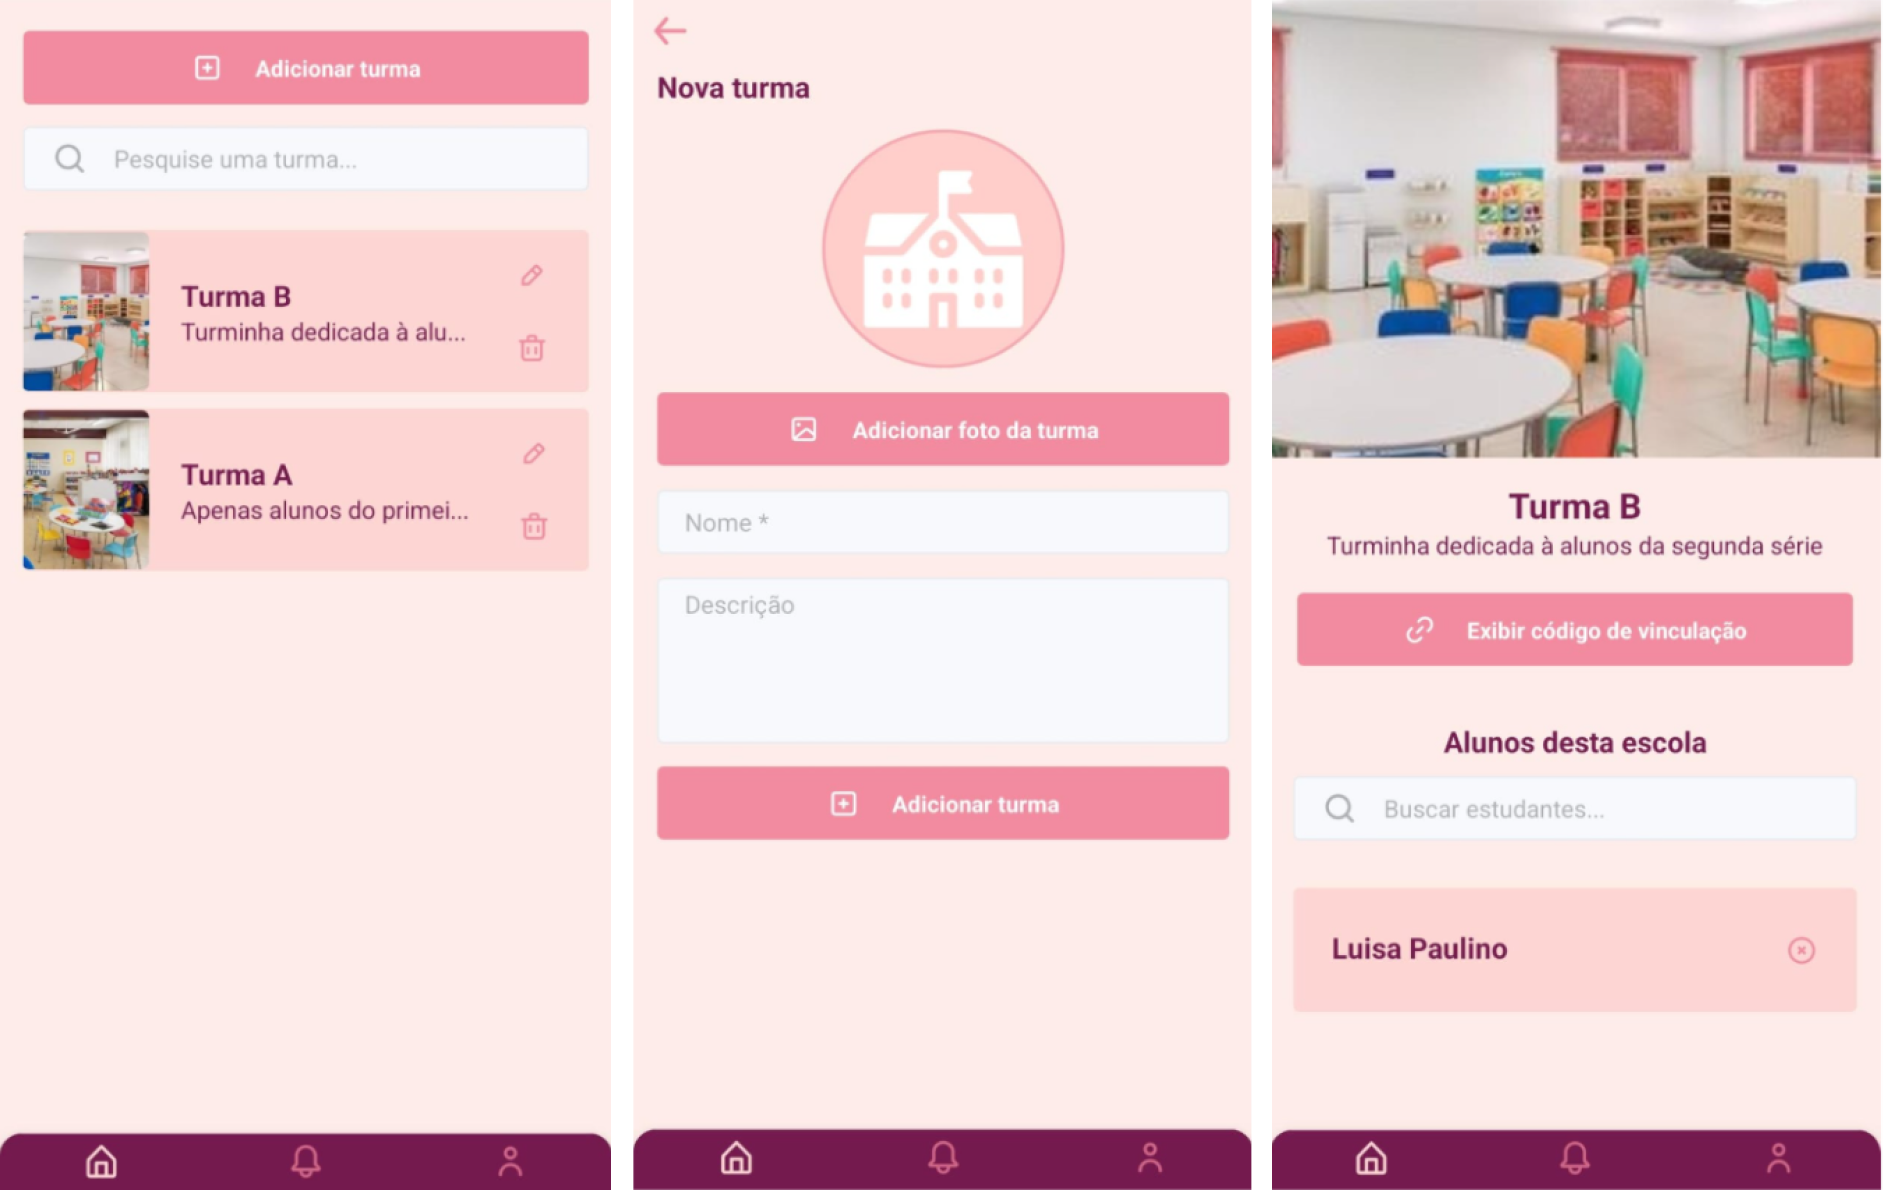 Adicionar turma
Pesquise uma turma...
Turma B
Turminha dedicada à alu...
Turma A
Apenas alunos do primei...
Nova turma
Adicionar foto da turma
Nome *
Descrição
Adicionar turma
Turma B
Turminha dedicada à alunos da segunda série
Exibir código de vinculação
Alunos desta escola
Buscar estudantes...
Luisa Paulino